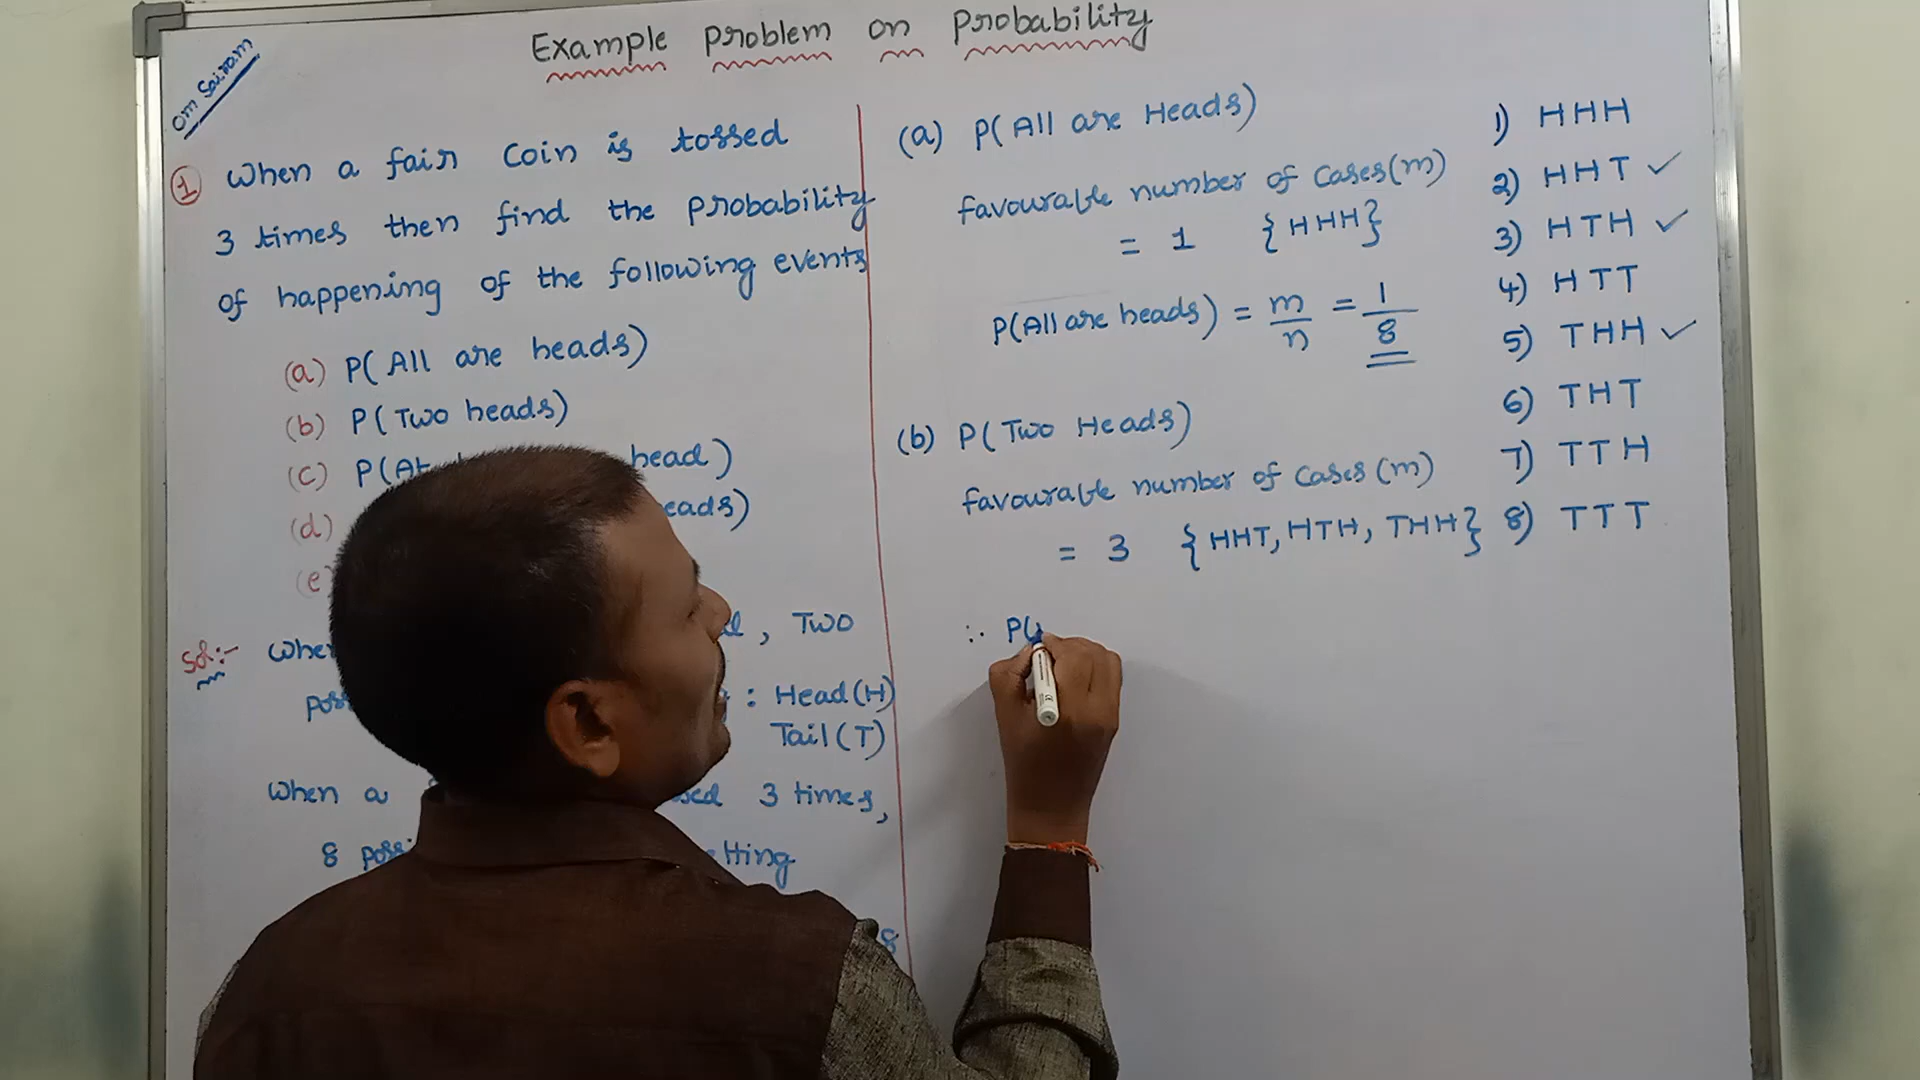 Example Problem on Probability
Om Sairam
1 When a fair coin is tossed
3 times then find the probability
of happening of the following events
(a) P(All are heads)
(b) P(Two heads)
(c) P(At head)
(d) eads)
(e)
Sol:- When , Two
poss : Head(H)
Tail(T)
When a 3 times,
8 possi tting
8
(a) P(All are Heads)
favourable number of cases(m)
= 1 {HHH}
P(All are heads) = m/n = 1/8
(b) P(Two Heads)
favourable number of cases(m)
= 3 {HHT, HTH, THH}
∴ P(
1) HHH
2) HHT ✓
3) HTH ✓
4) HTT
5) THH ✓
6) THT
7) TTH
8) TTT